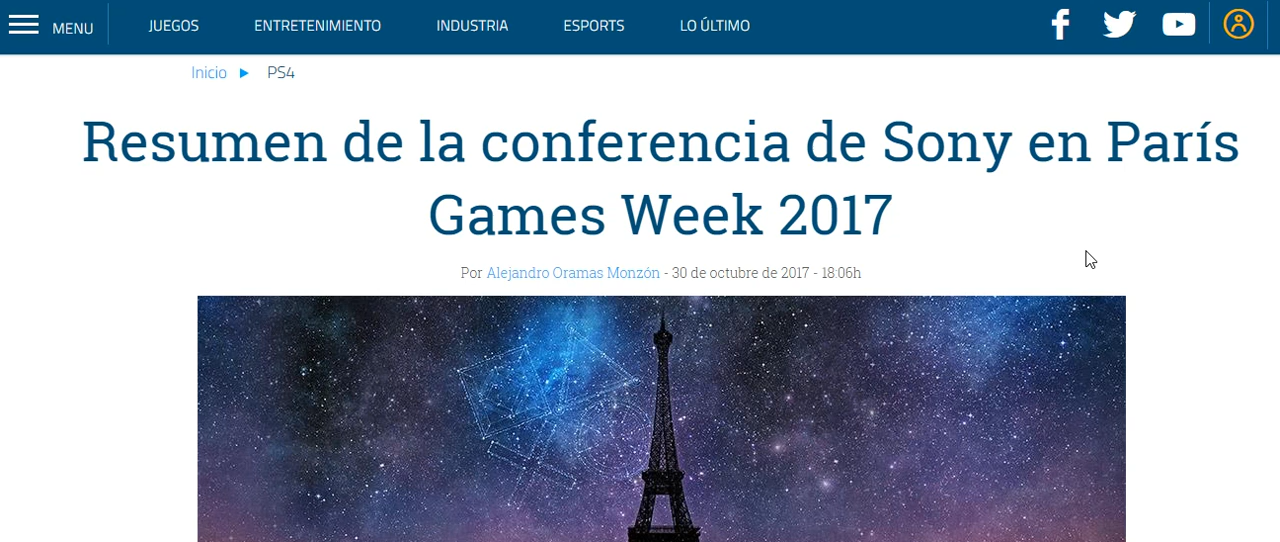 MENU JUEGOS ENTRETENIMIENTO INDUSTRIA ESPORTS LO ÚLTIMO
Inicio PS4
Resumen de la conferencia de Sony en París
Games Week 2017
Por Alejandro Oramas Monzón - 30 de octubre de 2017 - 18:06h